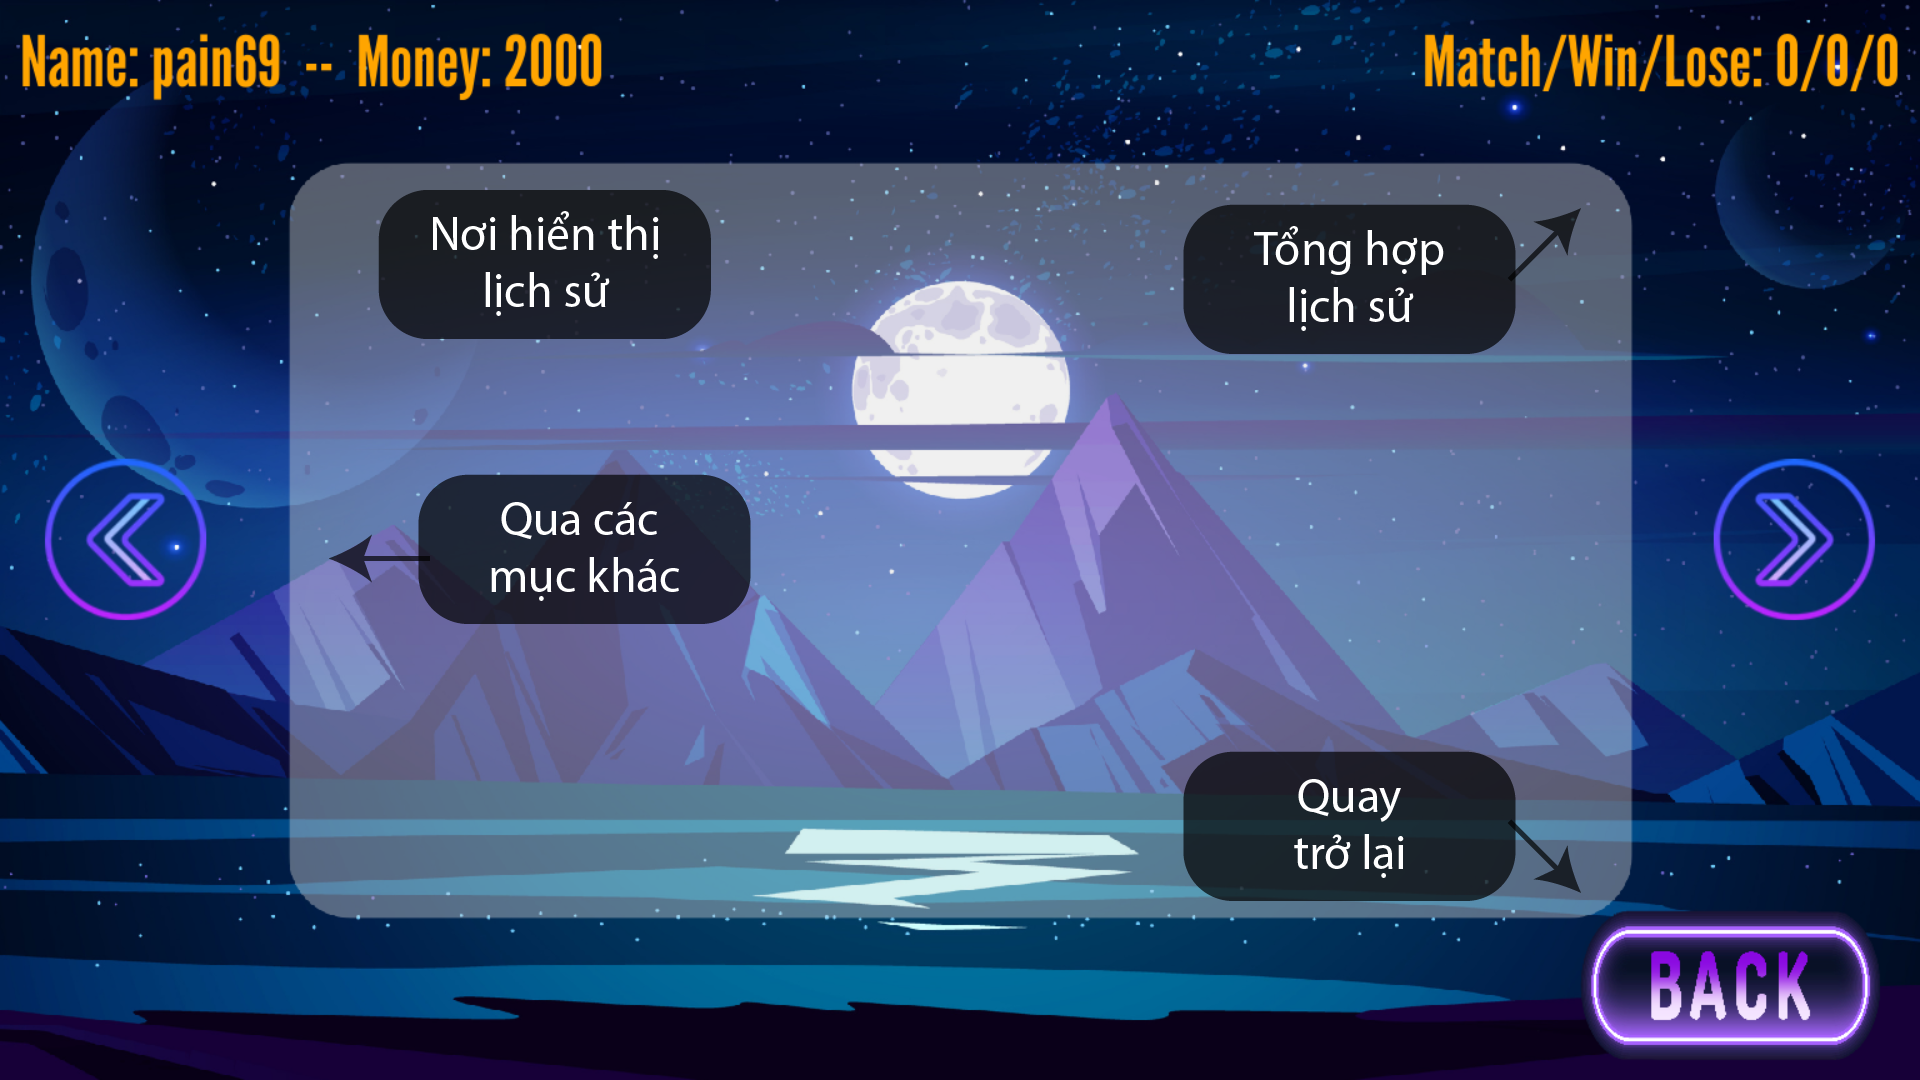 Name: pain69 -- Money: 2000
Match/Win/Lose: 0/0/0
Nơi hiển thị
lịch sử
Tổng hợp
lịch sử
Qua các
mục khác
Quay
trở lại
BACK